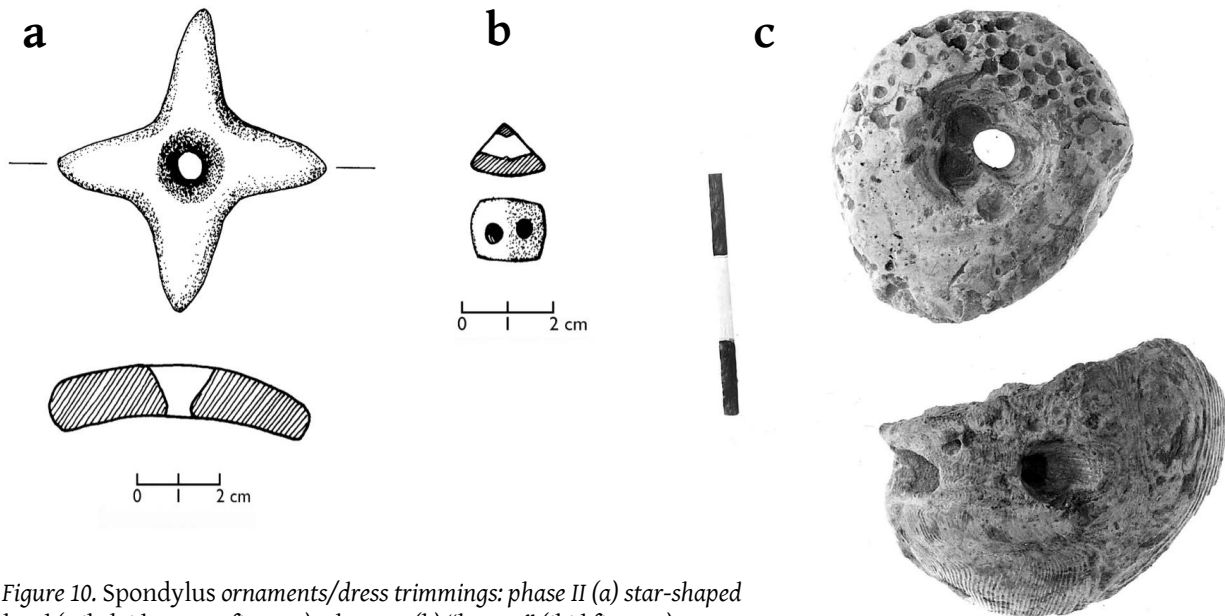 a
b
c
0 1 2 cm
0 1 2 cm
Figure 10. Spondylus ornaments/dress trimmings: phase II (a) star-shaped